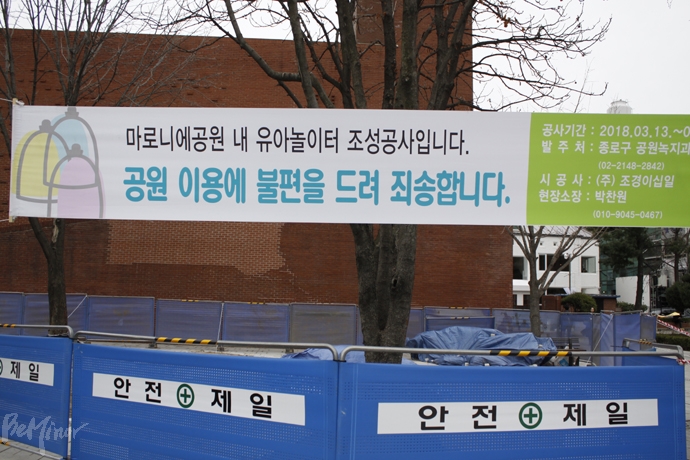 마로니에공원 내 유아놀이터 조성공사입니다.
공원 이용에 불편을 드려 죄송합니다.
공사기간 : 2018.03.13.~0
발 주 처 : 종로구 공원녹지과
(02-2148-2842)
시 공 사 : (주) 조경이십일
현장소장 : 박찬원
(010-9045-0467)
제 일
안 전 제 일
안 전 제 일
BeMinor